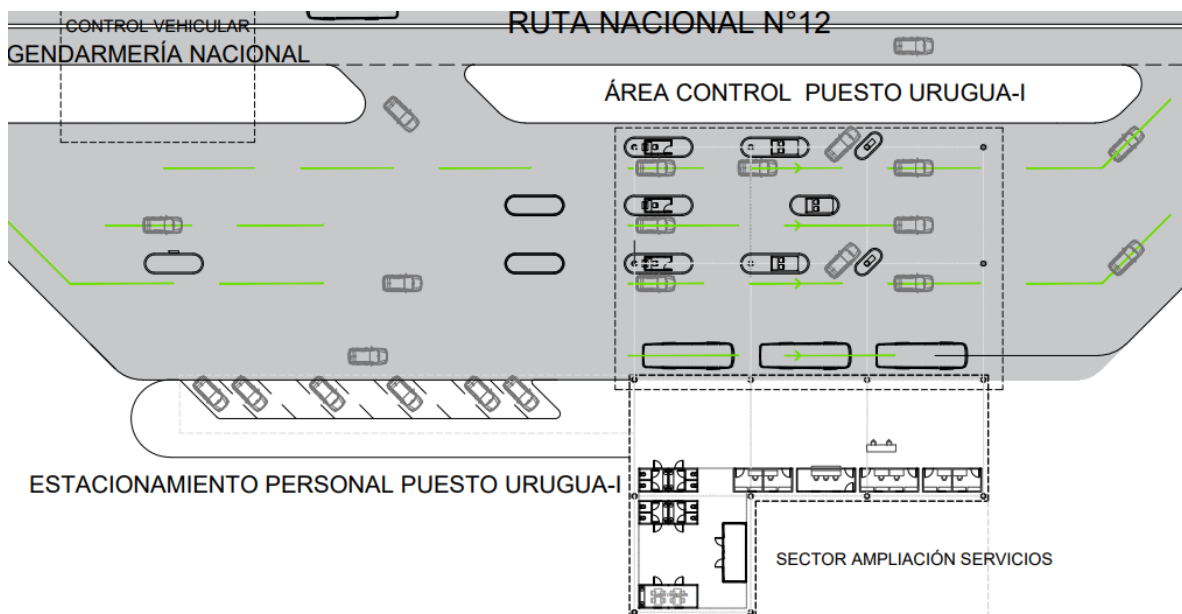 RUTA NACIONAL N°12
CONTROL VEHICULAR
GENDARMERÍA NACIONAL
ÁREA CONTROL PUESTO URUGUA-I
ESTACIONAMIENTO PERSONAL PUESTO URUGUA-I
SECTOR AMPLIACIÓN SERVICIOS